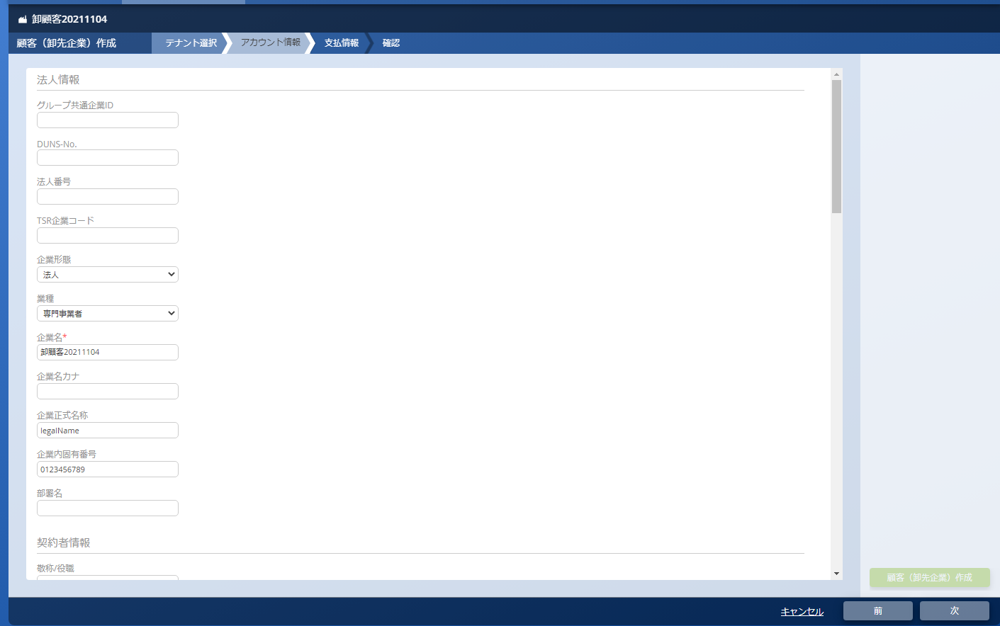 卸顧客20211104
顧客（卸先企業）作成 テナント選択 アカウント情報 支払情報 確認
法人情報
グループ共通企業ID
DUNS-No.
法人番号
TSR企業コード
企業形態
法人
業種
専門事業者
企業名*
卸顧客20211104
企業名カナ
企業正式名称
legalName
企業内固有番号
0123456789
部署名
契約者情報
敬称/役職
顧客（卸先企業）作成
キャンセル 前 次